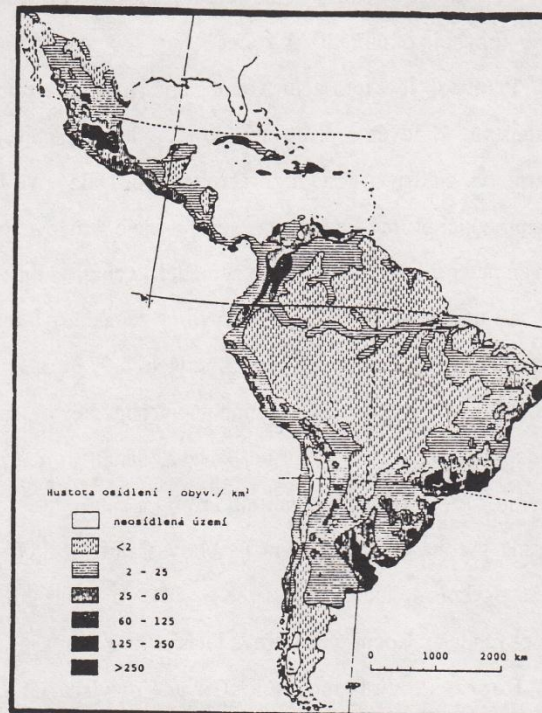 Hustota osídlení : obyv./ km²
neosídlená území
<2
2 - 25
25 - 60
60 - 125
125 - 250
>250
0 1000 2000 km